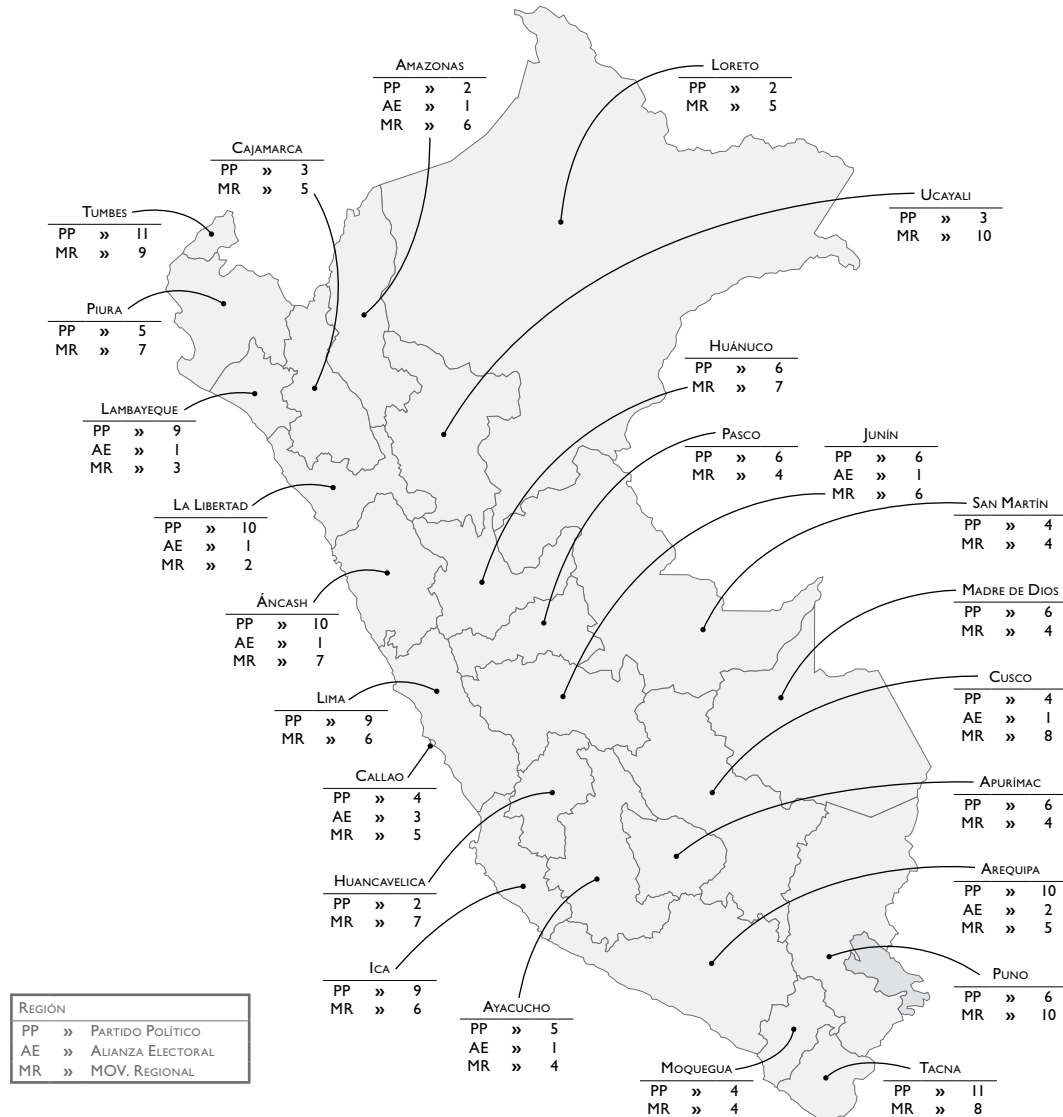 Amazonas
PP » 2
AE » 1
MR » 6
Loreto
PP » 2
MR » 5
Cajamarca
PP » 3
MR » 5
Ucayali
PP » 3
MR » 10
Tumbes
PP » 11
MR » 9
Piura
PP » 5
MR » 7
Huánuco
PP » 6
MR » 7
Lambayeque
PP » 9
AE » 1
MR » 3
Pasco
PP » 6
MR » 4
Junín
PP » 6
AE » 1
MR » 6
La Libertad
PP » 10
AE » 1
MR » 2
San Martín
PP » 4
MR » 4
Áncash
PP » 10
AE » 1
MR » 7
Madre de Dios
PP » 6
MR » 4
Lima
PP » 9
MR » 6
Cusco
PP » 4
AE » 1
MR » 8
Callao
PP » 4
AE » 3
MR » 5
Apurímac
PP » 6
MR » 4
Huancavelica
PP » 2
MR » 7
Arequipa
PP » 10
AE » 2
MR » 5
Ica
PP » 9
MR » 6
Puno
PP » 6
MR » 10
Ayacucho
PP » 5
AE » 1
MR » 4
Moquegua
PP » 4
MR » 4
Tacna
PP » 11
MR » 8
Región
PP » Partido Político
AE » Alianza Electoral
MR » MOV. Regional